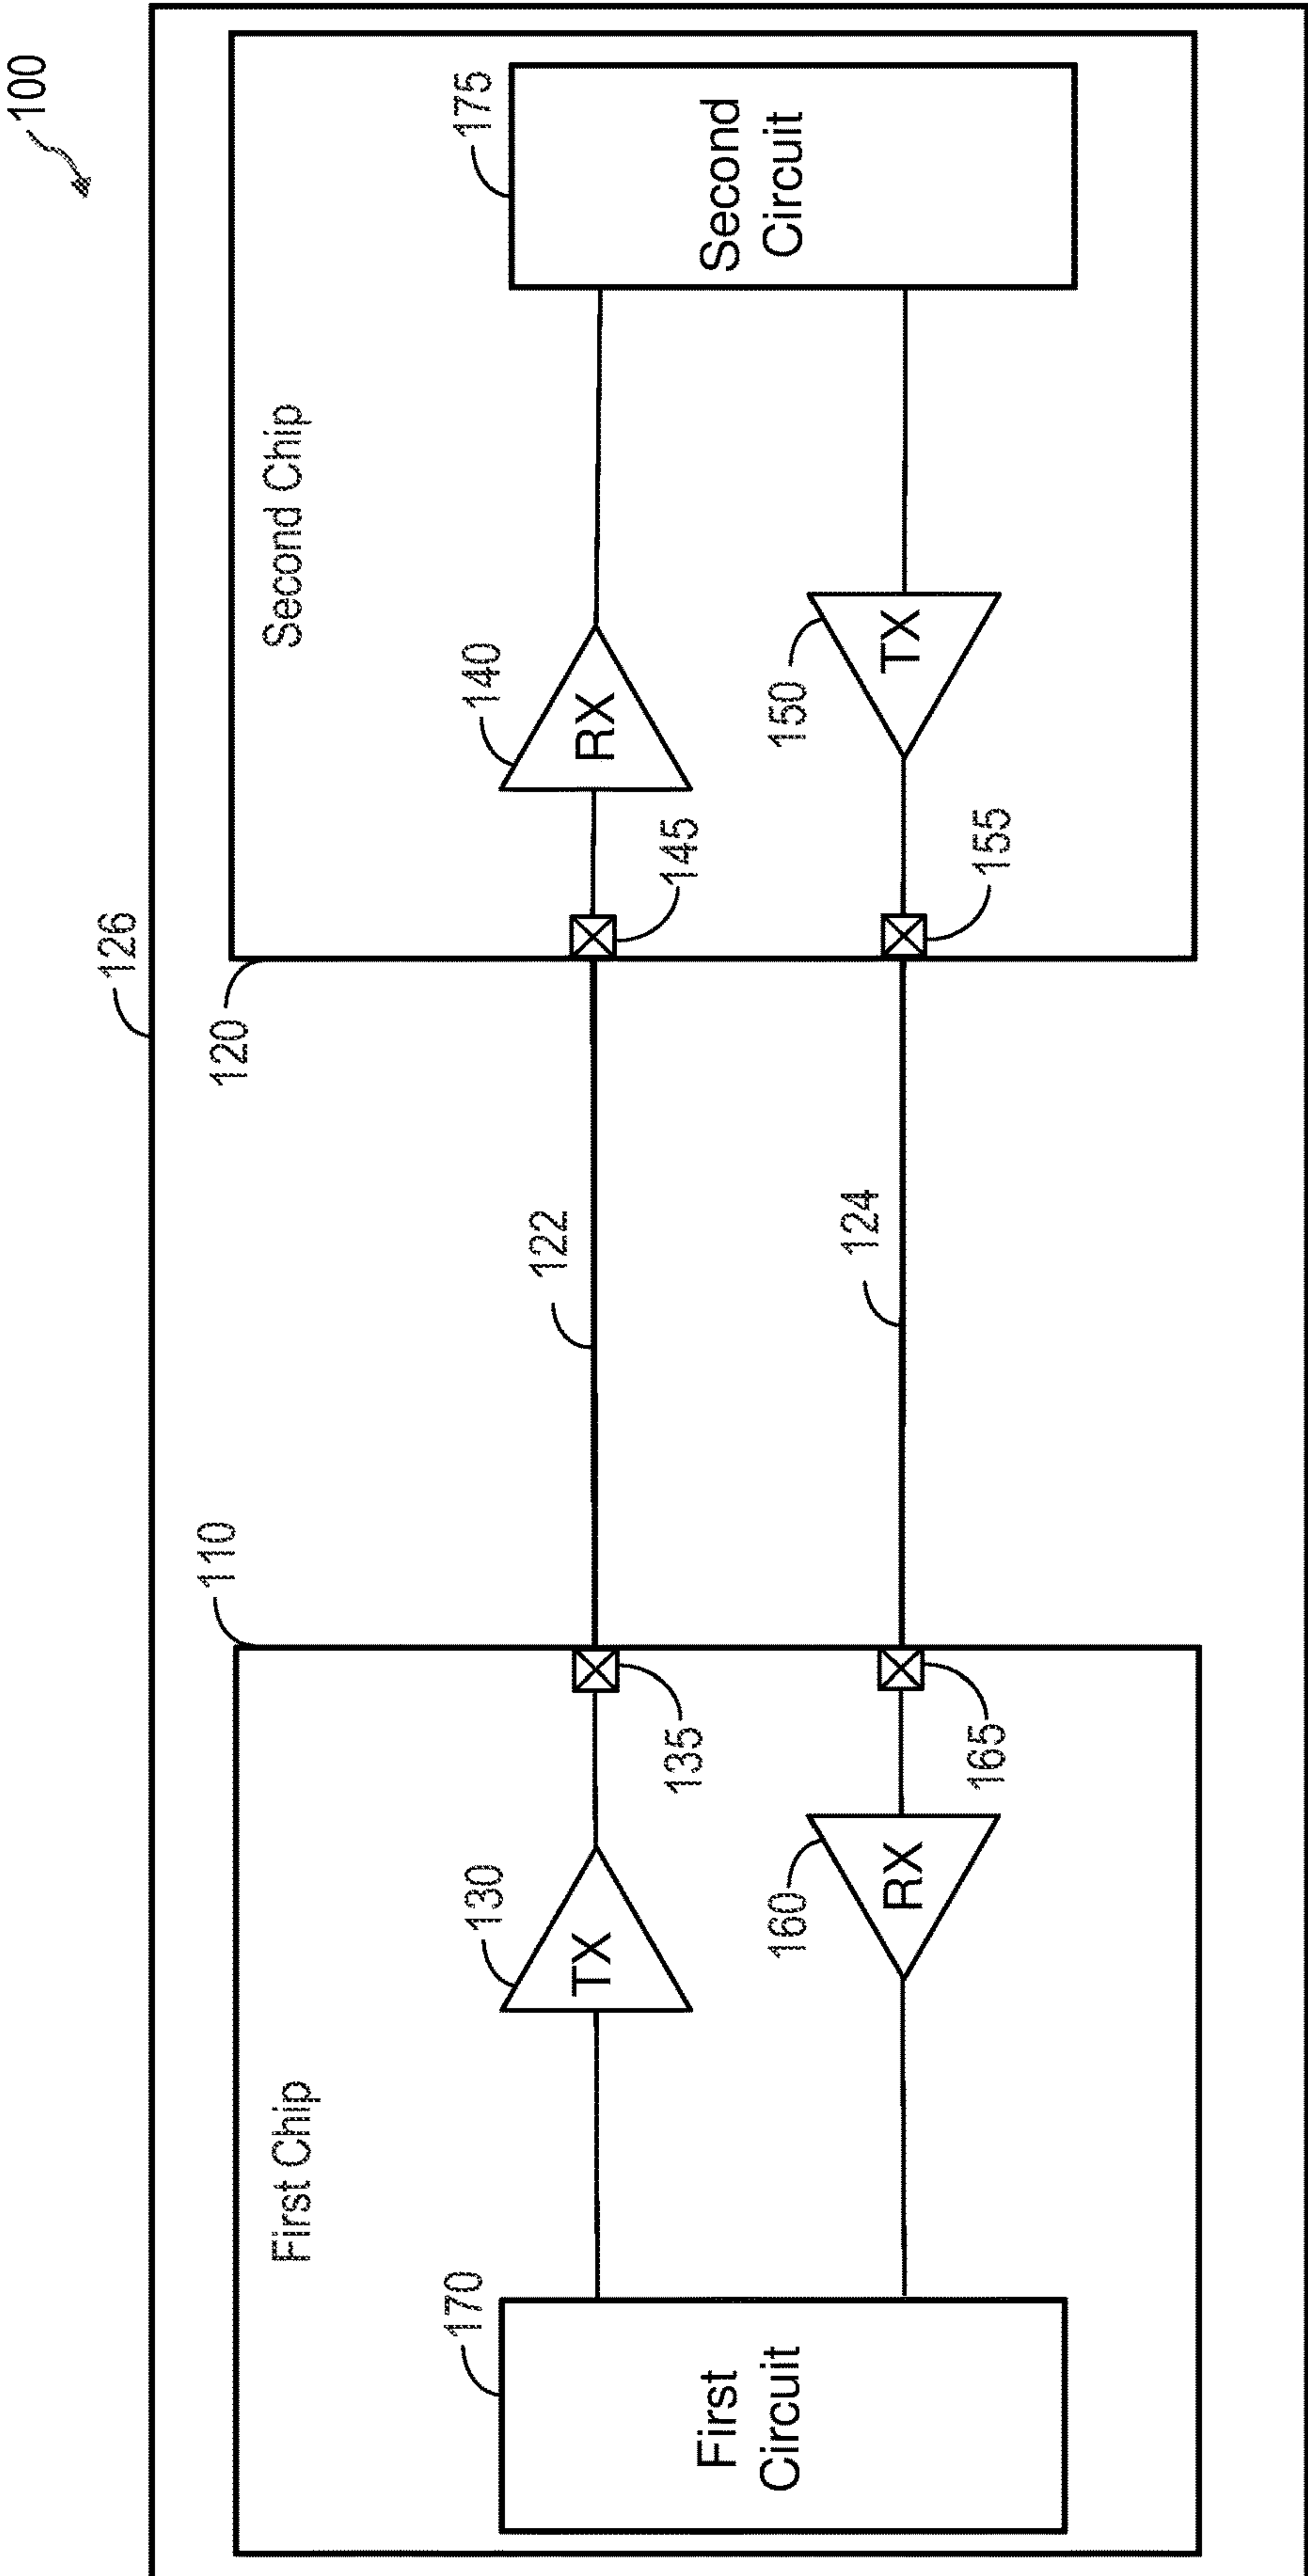 100
126
110
120
First Chip
Second Chip
170
130
122
140
175
TX
RX
135
145
First
Circuit
Second
Circuit
160
124
150
RX
TX
165
155